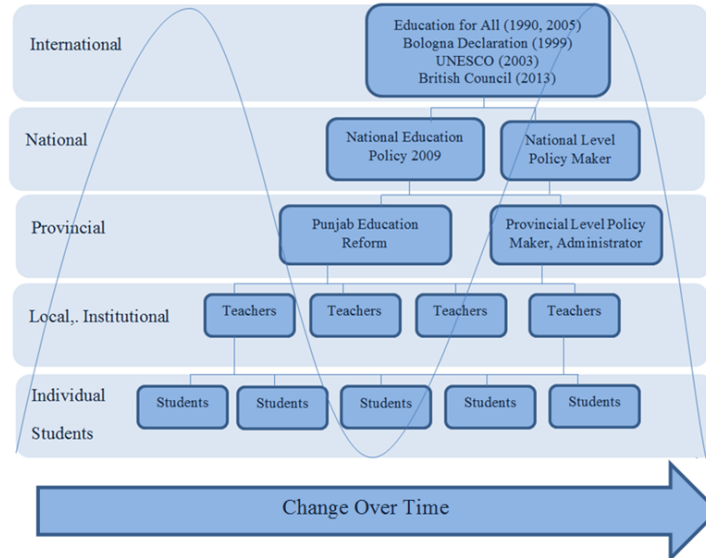 International
Education for All (1990, 2005)
Bologna Declaration (1999)
UNESCO (2003)
British Council (2013)
National
National Education
Policy 2009
National Level
Policy Maker
Provincial
Punjab Education
Reform
Provincial Level Policy
Maker, Administrator
Local,. Institutional
Teachers
Teachers
Teachers
Teachers
Individual
Students
Students
Students
Students
Students
Students
Change Over Time